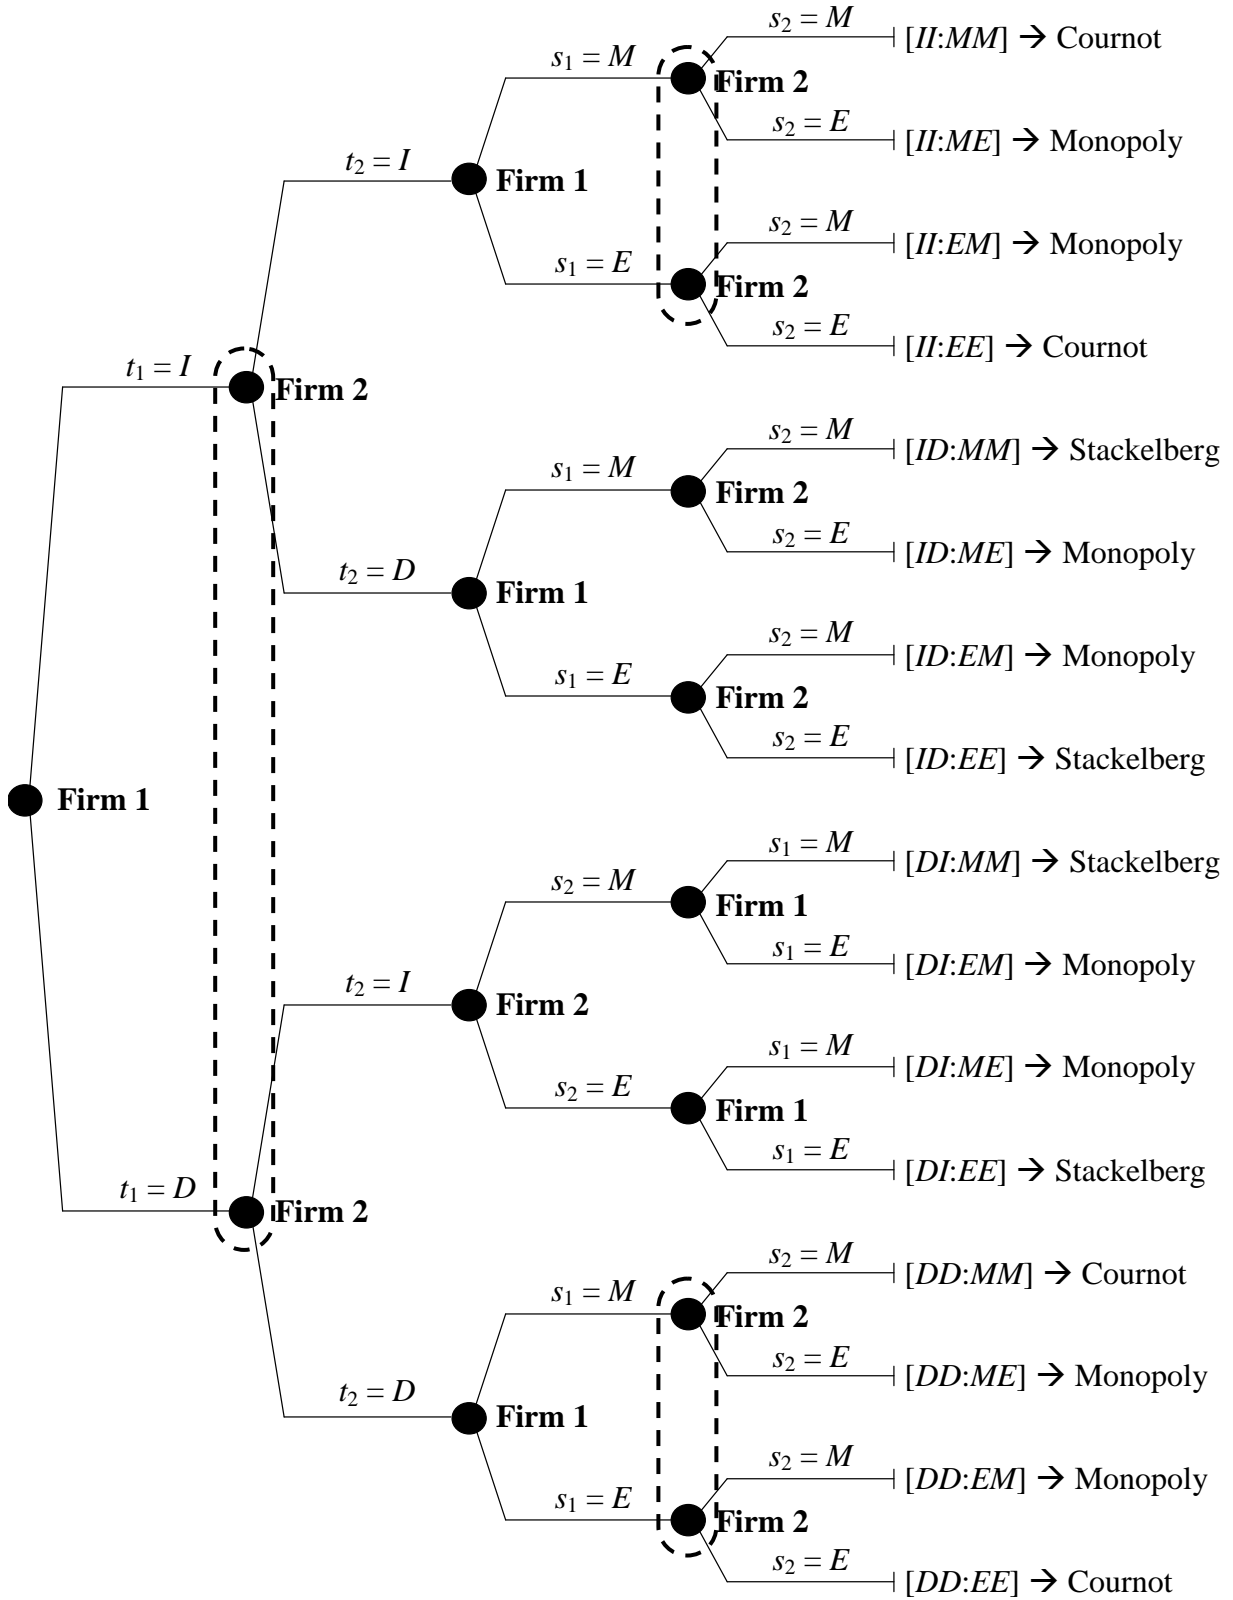 s₂ = M
[II:MM] → Cournot
s₁ = M
Firm 2
s₂ = E
[II:ME] → Monopoly
t₂ = I
Firm 1
s₂ = M
[II:EM] → Monopoly
s₁ = E
Firm 2
s₂ = E
[II:EE] → Cournot
t₁ = I
Firm 2
s₂ = M
[ID:MM] → Stackelberg
s₁ = M
Firm 2
s₂ = E
[ID:ME] → Monopoly
t₂ = D
Firm 1
s₂ = M
[ID:EM] → Monopoly
s₁ = E
Firm 2
s₂ = E
[ID:EE] → Stackelberg
Firm 1
s₁ = M
[DI:MM] → Stackelberg
s₂ = M
Firm 1
s₁ = E
[DI:EM] → Monopoly
t₂ = I
Firm 2
s₁ = M
[DI:ME] → Monopoly
s₂ = E
Firm 1
s₁ = E
[DI:EE] → Stackelberg
t₁ = D
Firm 2
s₂ = M
[DD:MM] → Cournot
s₁ = M
Firm 2
s₂ = E
[DD:ME] → Monopoly
t₂ = D
Firm 1
s₂ = M
[DD:EM] → Monopoly
s₁ = E
Firm 2
s₂ = E
[DD:EE] → Cournot